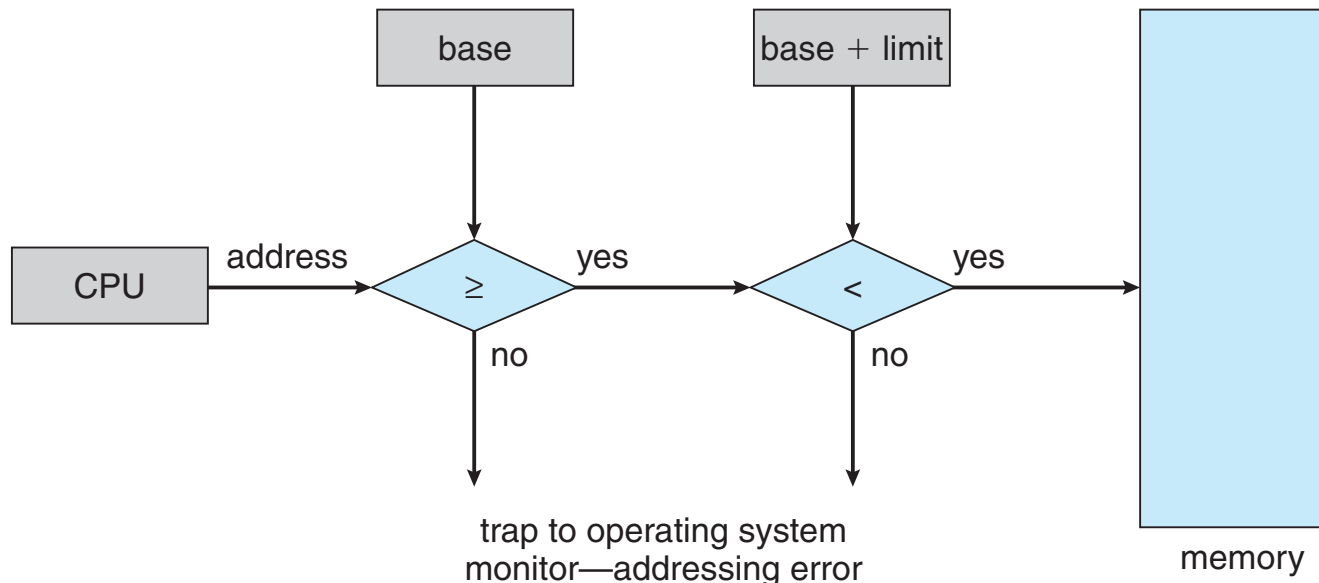 base
base + limit
CPU
address
≥
yes
<
yes
no
no
trap to operating system
monitor—addressing error
memory